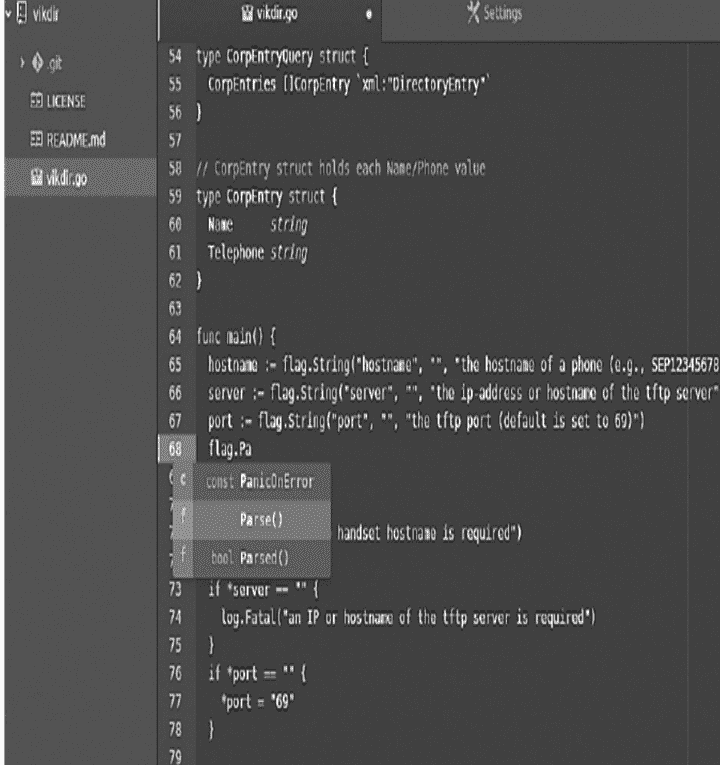 vikdir
.git
LICENSE
README.md
vikdir.go
vikdir.go
Settings
54 type CorpEntryQuery struct {
55 CorpEntries []CorpEntry `xml:"DirectoryEntry"`
56 }
57
58 // CorpEntry struct holds each Name/Phone value
59 type CorpEntry struct {
60 Name string
61 Telephone string
62 }
63
64 func main() {
65 hostname := flag.String("hostname", "", "the hostname of a phone (e.g., SEP12345678
66 server := flag.String("server", "", "the ip-address or hostname of the tftp server"
67 port := flag.String("port", "", "the tftp port (default is set to 69)")
68 flag.Pa
c const PanicOnError
f Parse()
handset hostname is required")
f bool Parsed()
73 if *server == "" {
74 log.Fatal("an IP or hostname of the tftp server is required")
75 }
76 if *port == "" {
77 *port = "69"
78 }
79